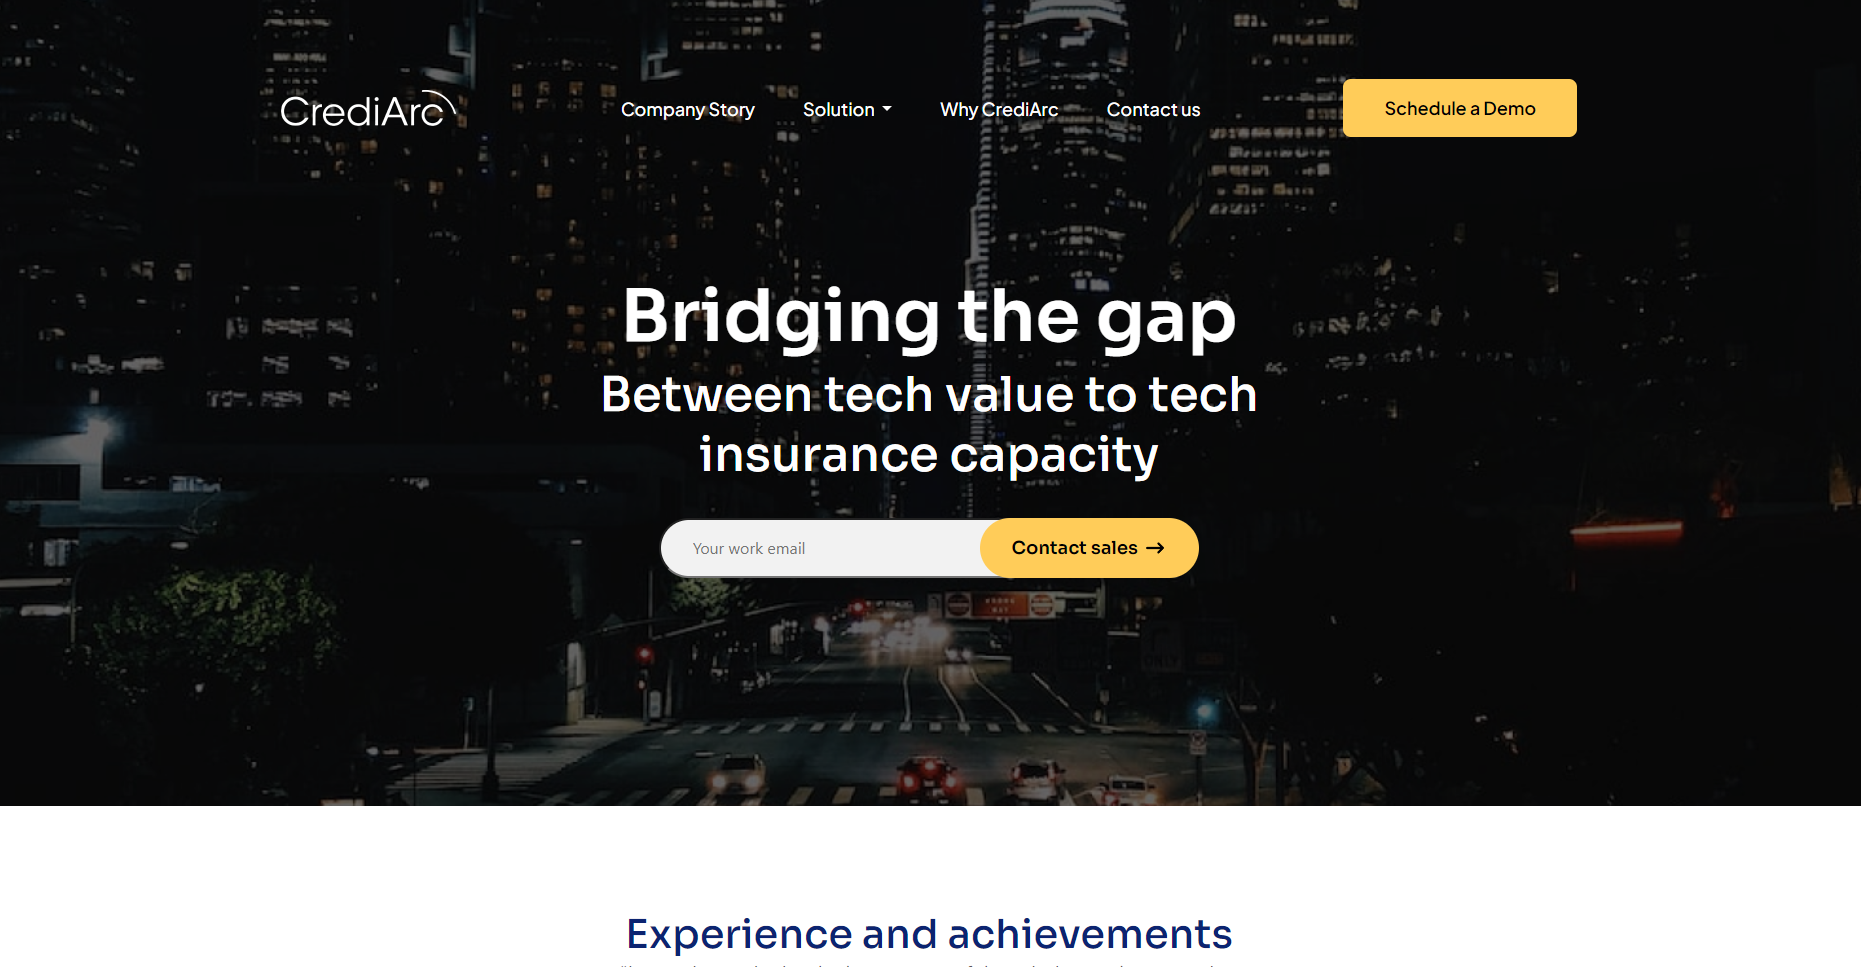 CrediArc
Company Story
Solution
Why CrediArc
Contact us
Schedule a Demo
Bridging the gap
Between tech value to tech
insurance capacity
Your work email
Contact sales →
ONLY
Experience and achievements